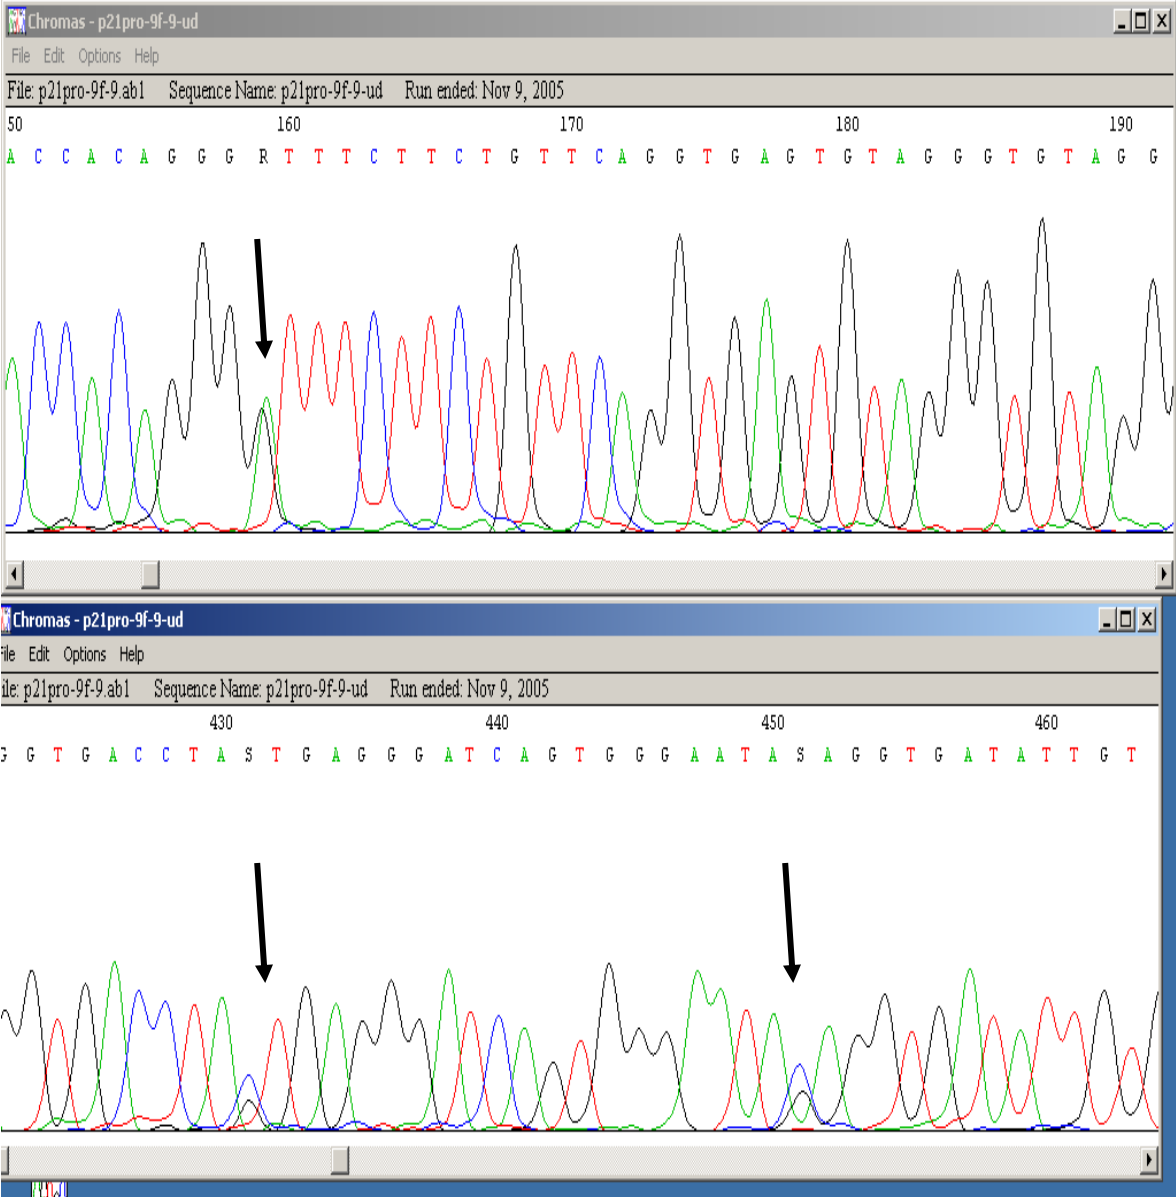 Chromas - p21pro-9f-9-ud
File Edit Options Help
File: p21pro-9f-9.ab1 Sequence Name: p21pro-9f-9-ud Run ended: Nov 9, 2005
50 160 170 180 190
A C C A C A G G G R T T T C T T C T G T T C A G G T G A G T G T A G G G T G T A G G
Chromas - p21pro-9f-9-ud
File Edit Options Help
ile: p21pro-9f-9.ab1 Sequence Name: p21pro-9f-9-ud Run ended: Nov 9, 2005
430 440 450 460
G G T G A C C T A S T G A G G G A T C A G T G G G A A T A S A G G T G A T A T T G T